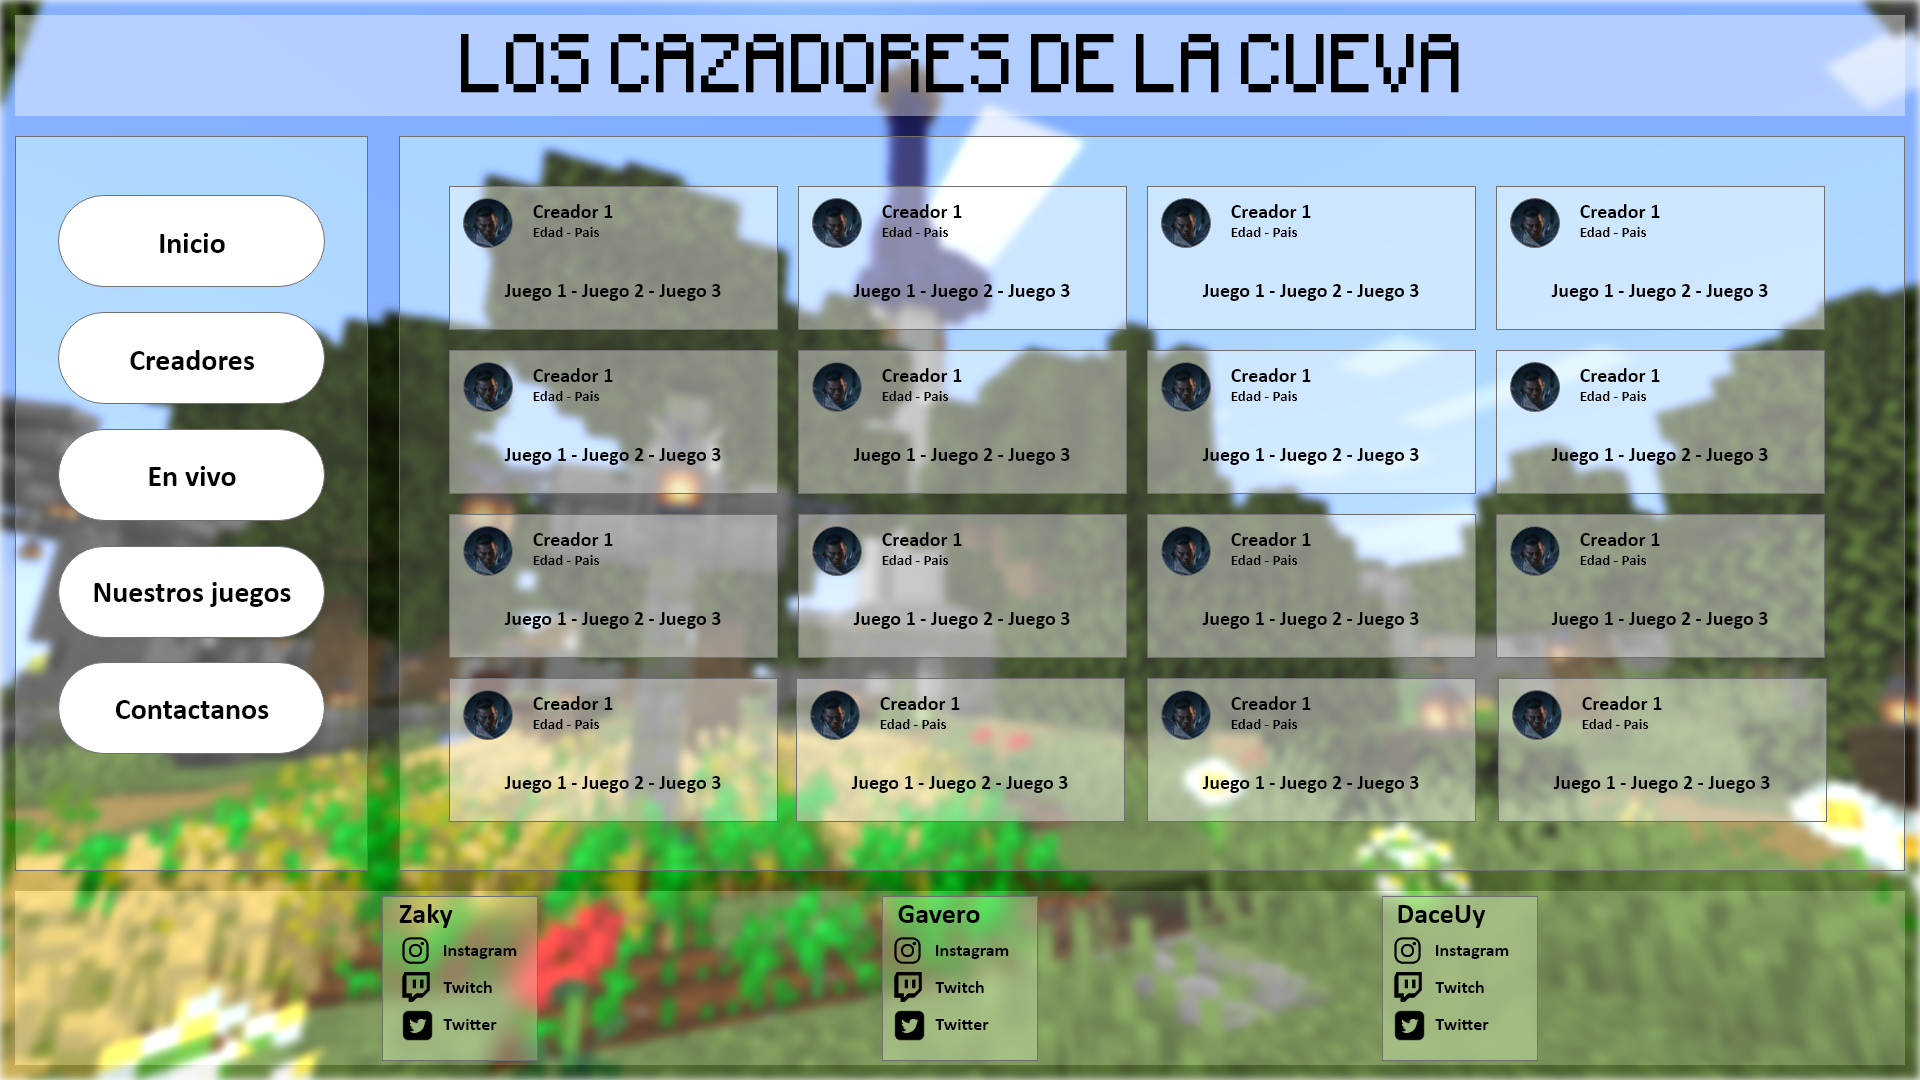 LOS CAZADORES DE LA CUEVA
Inicio
Creadores
En vivo
Nuestros juegos
Contactanos
Creador 1
Edad - Pais
Juego 1 - Juego 2 - Juego 3
Creador 1
Edad - Pais
Juego 1 - Juego 2 - Juego 3
Creador 1
Edad - Pais
Juego 1 - Juego 2 - Juego 3
Creador 1
Edad - Pais
Juego 1 - Juego 2 - Juego 3
Creador 1
Edad - Pais
Juego 1 - Juego 2 - Juego 3
Creador 1
Edad - Pais
Juego 1 - Juego 2 - Juego 3
Creador 1
Edad - Pais
Juego 1 - Juego 2 - Juego 3
Creador 1
Edad - Pais
Juego 1 - Juego 2 - Juego 3
Creador 1
Edad - Pais
Juego 1 - Juego 2 - Juego 3
Creador 1
Edad - Pais
Juego 1 - Juego 2 - Juego 3
Creador 1
Edad - Pais
Juego 1 - Juego 2 - Juego 3
Creador 1
Edad - Pais
Juego 1 - Juego 2 - Juego 3
Creador 1
Edad - Pais
Juego 1 - Juego 2 - Juego 3
Creador 1
Edad - Pais
Juego 1 - Juego 2 - Juego 3
Creador 1
Edad - Pais
Juego 1 - Juego 2 - Juego 3
Creador 1
Edad - Pais
Juego 1 - Juego 2 - Juego 3
Zaky
Instagram
Twitch
Twitter
Gavero
Instagram
Twitch
Twitter
DaceUy
Instagram
Twitch
Twitter